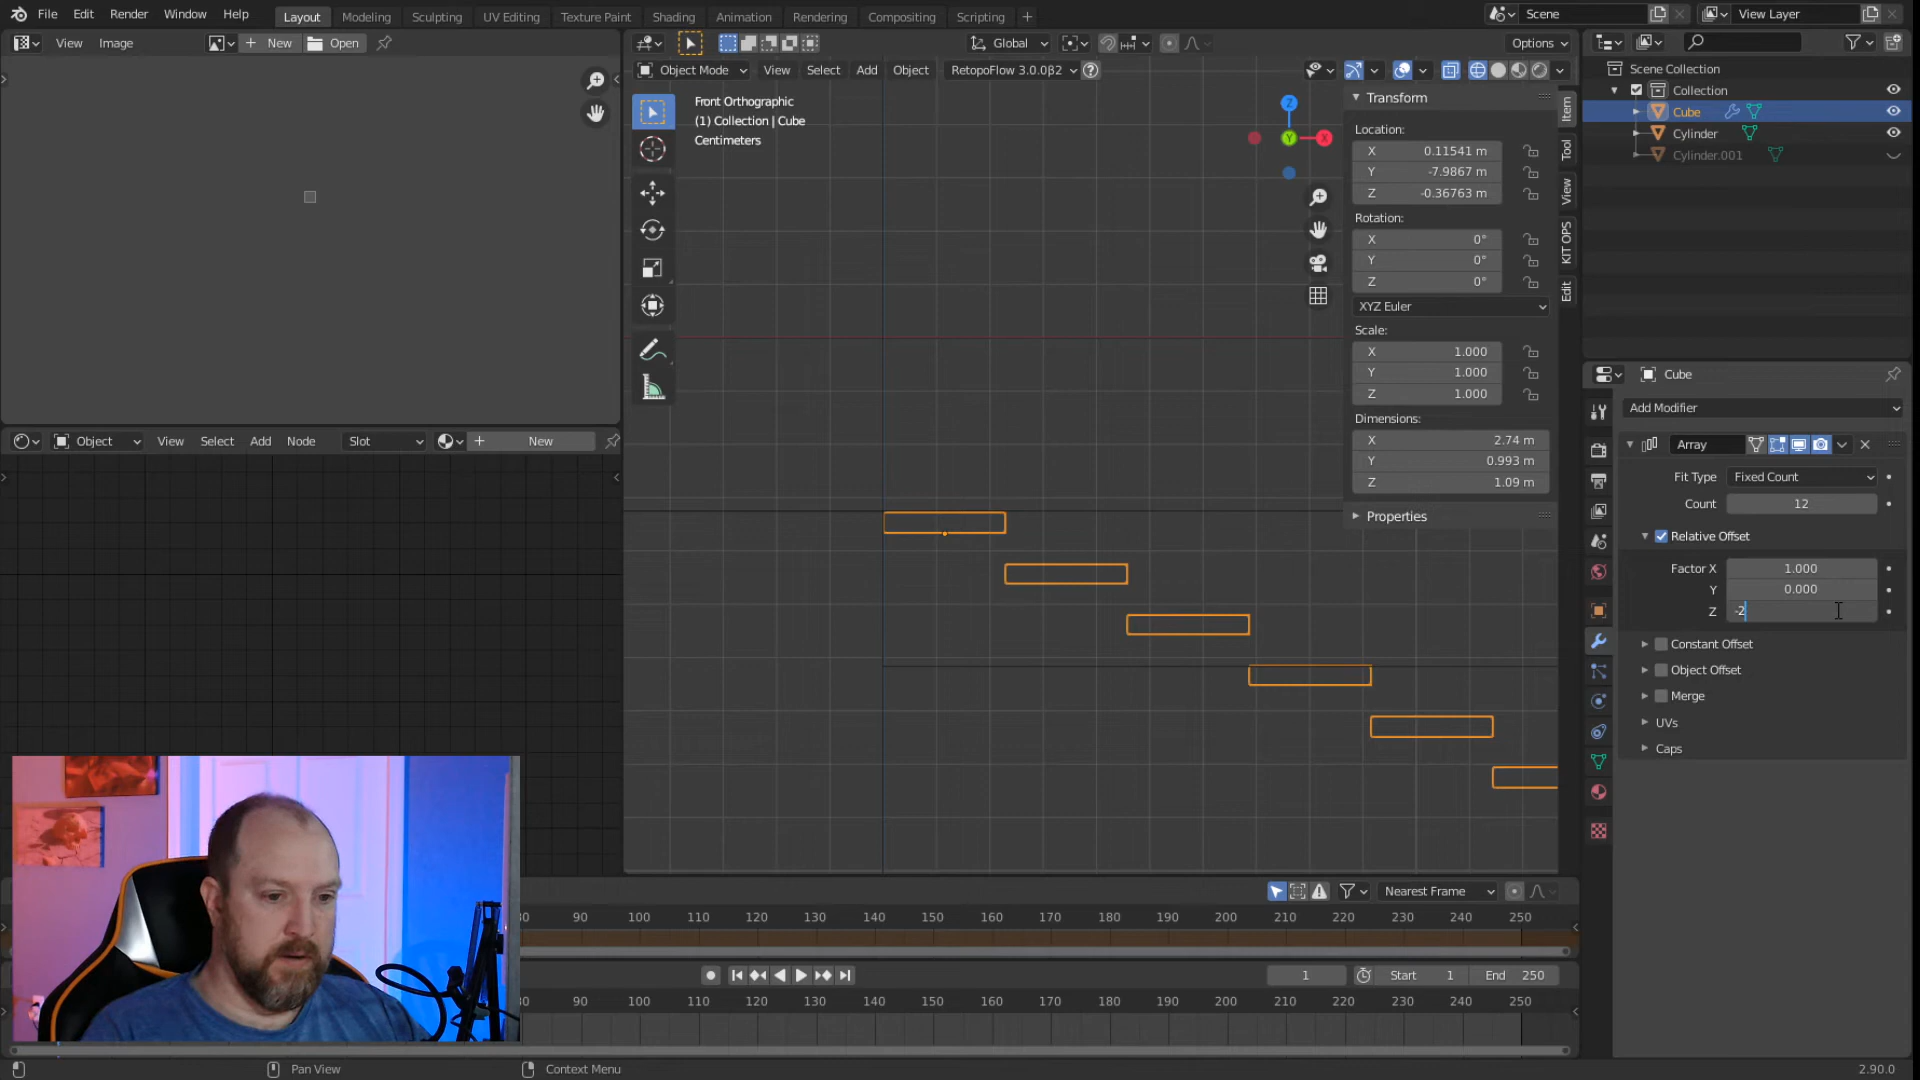 File Edit Render Window Help Layout Modeling Sculpting UV Editing Texture Paint Shading Animation Rendering Compositing Scripting + Scene View Layer
View Image New Open Global Options
Object Mode View Select Add Object RetopoFlow 3.0.0β2
Front Orthographic
(1) Collection | Cube
Centimeters
Z
Y
X
Transform
Location:
X 0.11541 m
Y -7.9867 m
Z -0.36763 m
Rotation:
X 0°
Y 0°
Z 0°
XYZ Euler
Scale:
X 1.000
Y 1.000
Z 1.000
Dimensions:
X 2.74 m
Y 0.993 m
Z 1.09 m
Properties
Item
Tool
View
KIT OPS
Edit
Scene Collection
Collection
Cube
Cylinder
Cylinder.001
Cube
Add Modifier
Array
Fit Type Fixed Count
Count 12
Relative Offset
Factor X 1.000
Y 0.000
Z -2
Constant Offset
Object Offset
Merge
UVs
Caps
Object View Select Add Node Slot New
Nearest Frame
90 100 110 120 130 140 150 160 170 180 190 200 210 220 230 240 250
1 Start 1 End 250
80 90 100 110 120 130 140 150 160 170 180 190 200 210 220 230 240 250
Pan View Context Menu 2.90.0